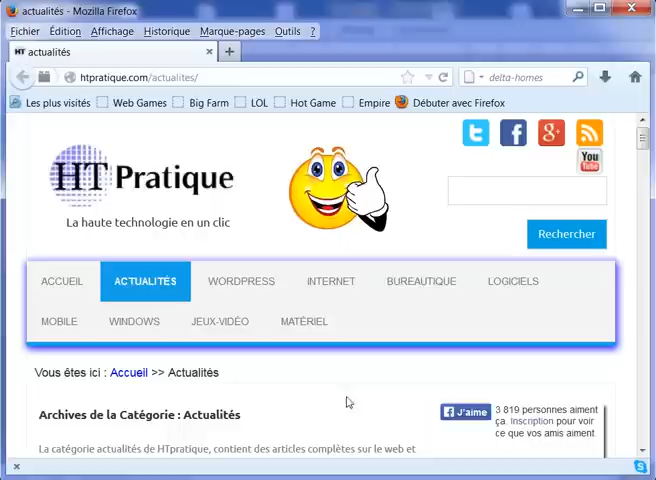 actualités - Mozilla Firefox
Fichier Édition Affichage Historique Marque-pages Outils ?
HT actualités
htpratique.com/actualites/
delta-homes
Les plus visités Web Games Big Farm LOL Hot Game Empire Débuter avec Firefox
HT Pratique
You
Tube
La haute technologie en un clic
Rechercher
ACCUEIL ACTUALITÉS WORDPRESS INTERNET BUREAUTIQUE LOGICIELS
MOBILE WINDOWS JEUX-VIDÉO MATÉRIEL
Vous êtes ici : Accueil >> Actualités
Archives de la Catégorie : Actualités
J'aime
3 819 personnes aiment
ça. Inscription pour voir
ce que vos amis aiment
La catégorie actualités de HTpratique, contient des articles complètes sur le web et